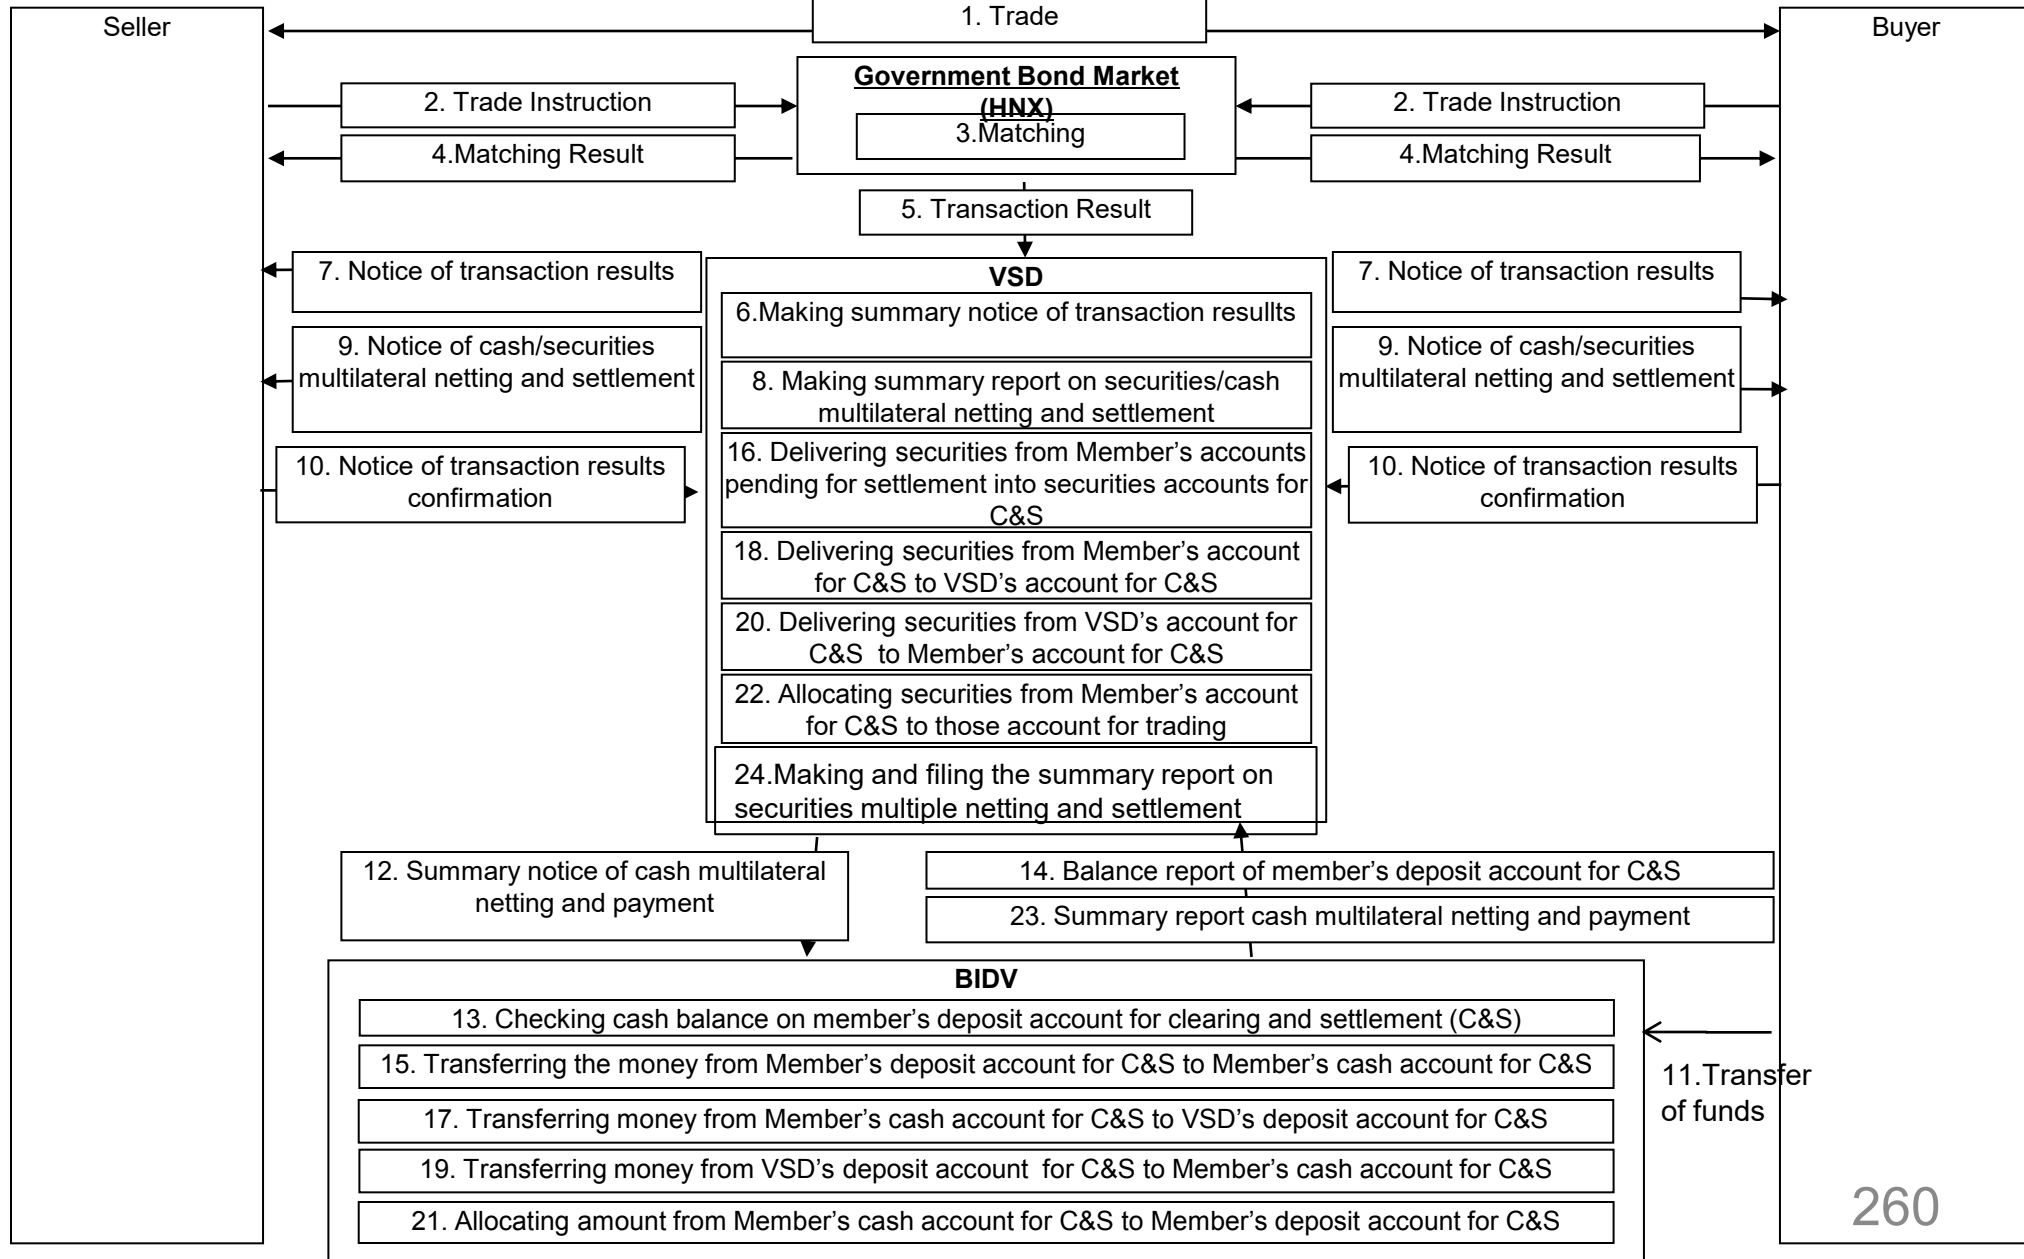 Seller
1. Trade
Buyer
Government Bond Market
(HNX)
2. Trade Instruction
2. Trade Instruction
3.Matching
4.Matching Result
4.Matching Result
5. Transaction Result
7. Notice of transaction results
VSD
7. Notice of transaction results
6.Making summary notice of transaction resullts
9. Notice of cash/securities
multilateral netting and settlement
9. Notice of cash/securities
multilateral netting and settlement
8. Making summary report on securities/cash
multilateral netting and settlement
10. Notice of transaction results
confirmation
16. Delivering securities from Member’s accounts
pending for settlement into securities accounts for
C&S
10. Notice of transaction results
confirmation
18. Delivering securities from Member’s account
for C&S to VSD’s account for C&S
20. Delivering securities from VSD’s account for
C&S  to Member’s account for C&S
22. Allocating securities from Member’s account
for C&S to those account for trading
24.Making and filing the summary report on
securities multiple netting and settlement
12. Summary notice of cash multilateral
netting and payment
14. Balance report of member’s deposit account for C&S
23. Summary report cash multilateral netting and payment
BIDV
13. Checking cash balance on member’s deposit account for clearing and settlement (C&S)
15. Transferring the money from Member’s deposit account for C&S to Member’s cash account for C&S
11.Transfer
of funds
17. Transferring money from Member’s cash account for C&S to VSD’s deposit account for C&S
19. Transferring money from VSD’s deposit account  for C&S to Member’s cash account for C&S
21. Allocating amount from Member’s cash account for C&S to Member’s deposit account for C&S
260